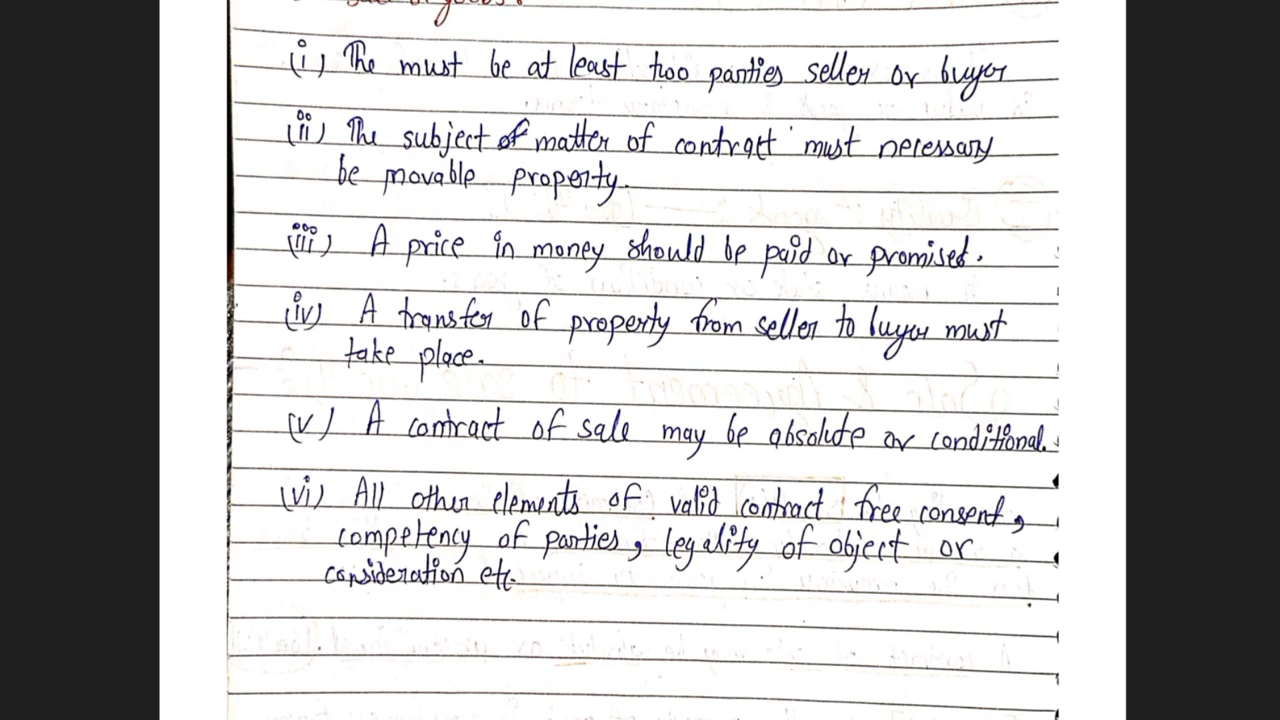 sale of goods.
(i) The must be at least two parties seller or buyer
(ii) The subject of matter of contract must necessary
be movable property.
(iii) A price in money should be paid or promised.
(iv) A transfer of property from seller to buyer must
take place.
(v) A contract of sale may be absolute or conditional.
(vi) All other elements of valid contract free consent,
competency of parties, legality of object or
consideration etc.